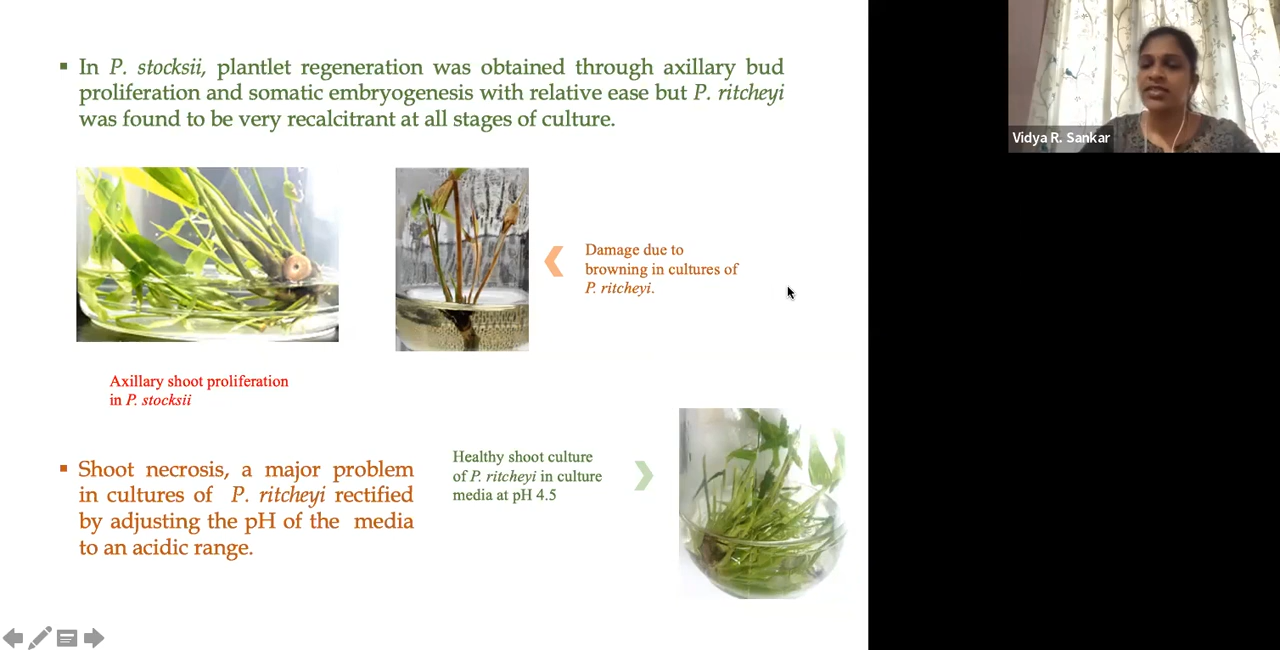 ▪ In P. stocksii, plantlet regeneration was obtained through axillary bud
proliferation and somatic embryogenesis with relative ease but P. ritcheyi
was found to be very recalcitrant at all stages of culture.
Vidya R. Sankar
Damage due to
browning in cultures of
P. ritcheyi.
Axillary shoot proliferation
in P. stocksii
▪ Shoot necrosis, a major problem
in cultures of P. ritcheyi rectified
by adjusting the pH of the media
to an acidic range.
Healthy shoot culture
of P. ritcheyi in culture
media at pH 4.5